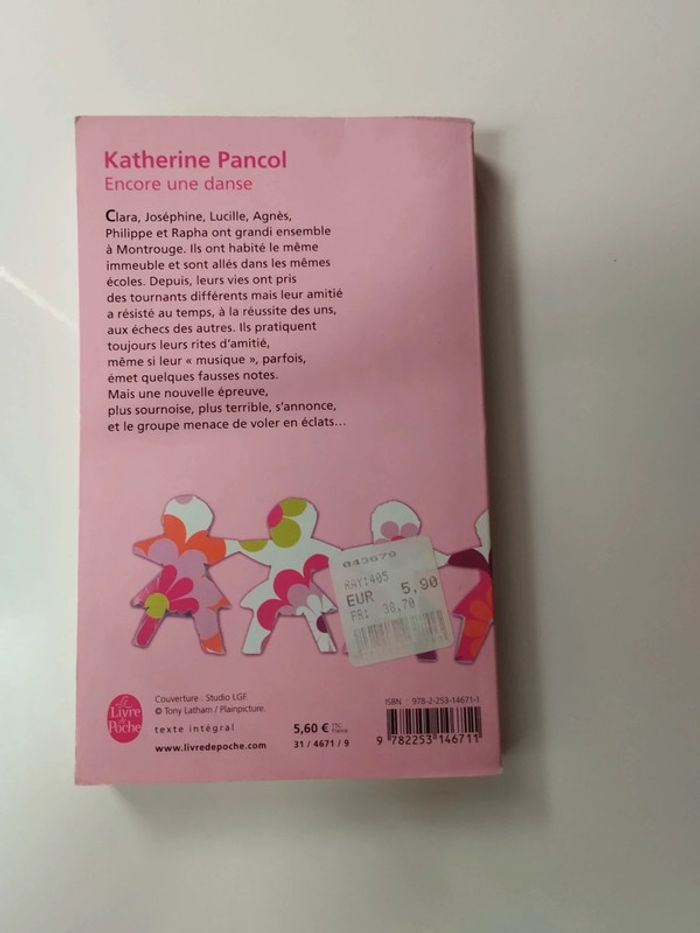 Katherine Pancol
Encore une danse
Clara, Joséphine, Lucille, Agnès,
Philippe et Rapha ont grandi ensemble
à Montrouge. Ils ont habité le même
immeuble et sont allés dans les mêmes
écoles. Depuis, leurs vies ont pris
des tournants différents mais leur amitié
a résisté au temps, à la réussite des uns,
aux échecs des autres. Ils pratiquent
toujours leurs rites d'amitié,
même si leur « musique », parfois,
émet quelques fausses notes.
Mais une nouvelle épreuve,
plus sournoise, plus terrible, s'annonce,
et le groupe menace de voler en éclats...
043679
RAY:405
EUR 5,90
FR: 38,70
Le
Livre
de
Poche
Couverture : Studio LGF.
© Tony Latham / Plainpicture.
texte intégral
www.livredepoche.com
5,60 € TTC France
31 / 4671 / 9
ISBN : 978-2-253-14671-1
9 782253 146711